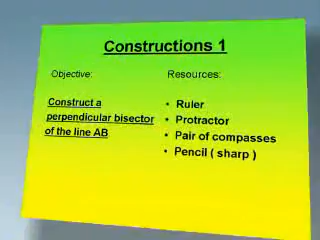 Constructions 1
Objective:
Construct a
perpendicular bisector
of the line AB
Resources:
• Ruler
• Protractor
• Pair of compasses
• Pencil ( sharp )